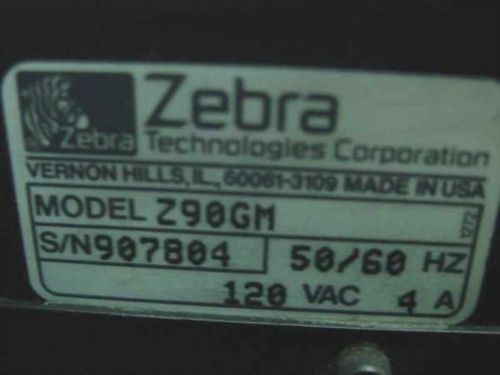 Zebra
Zebra
Technologies Corporation
VERNON HILLS, IL, 60061-3109 MADE IN USA
MODEL Z90GM
S/N 907804 50/60 HZ
120 VAC 4 A